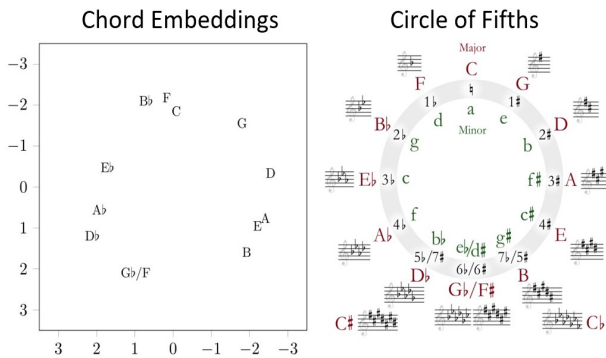 Chord Embeddings
−3
−2
−1
0
1
2
3
3 2 1 0 −1 −2 −3
B♭ F
C
G
E♭
D
A♭
A
E
D♭
B
G♭/F
Circle of Fifths
Major
C
F G
♮
1♭ 1♯
a
d e
Minor
B♭ D
2♭ 2♯
g b
E♭ 3♭ c f♯ 3♯ A
f c♯
4♭ 4♯
A♭ E
b♭ g♯
e♭/d♯
5♭/7♯ 7♭/5♯
6♭/6♯
D♭ B
G♭/F♯
C♯ C♭